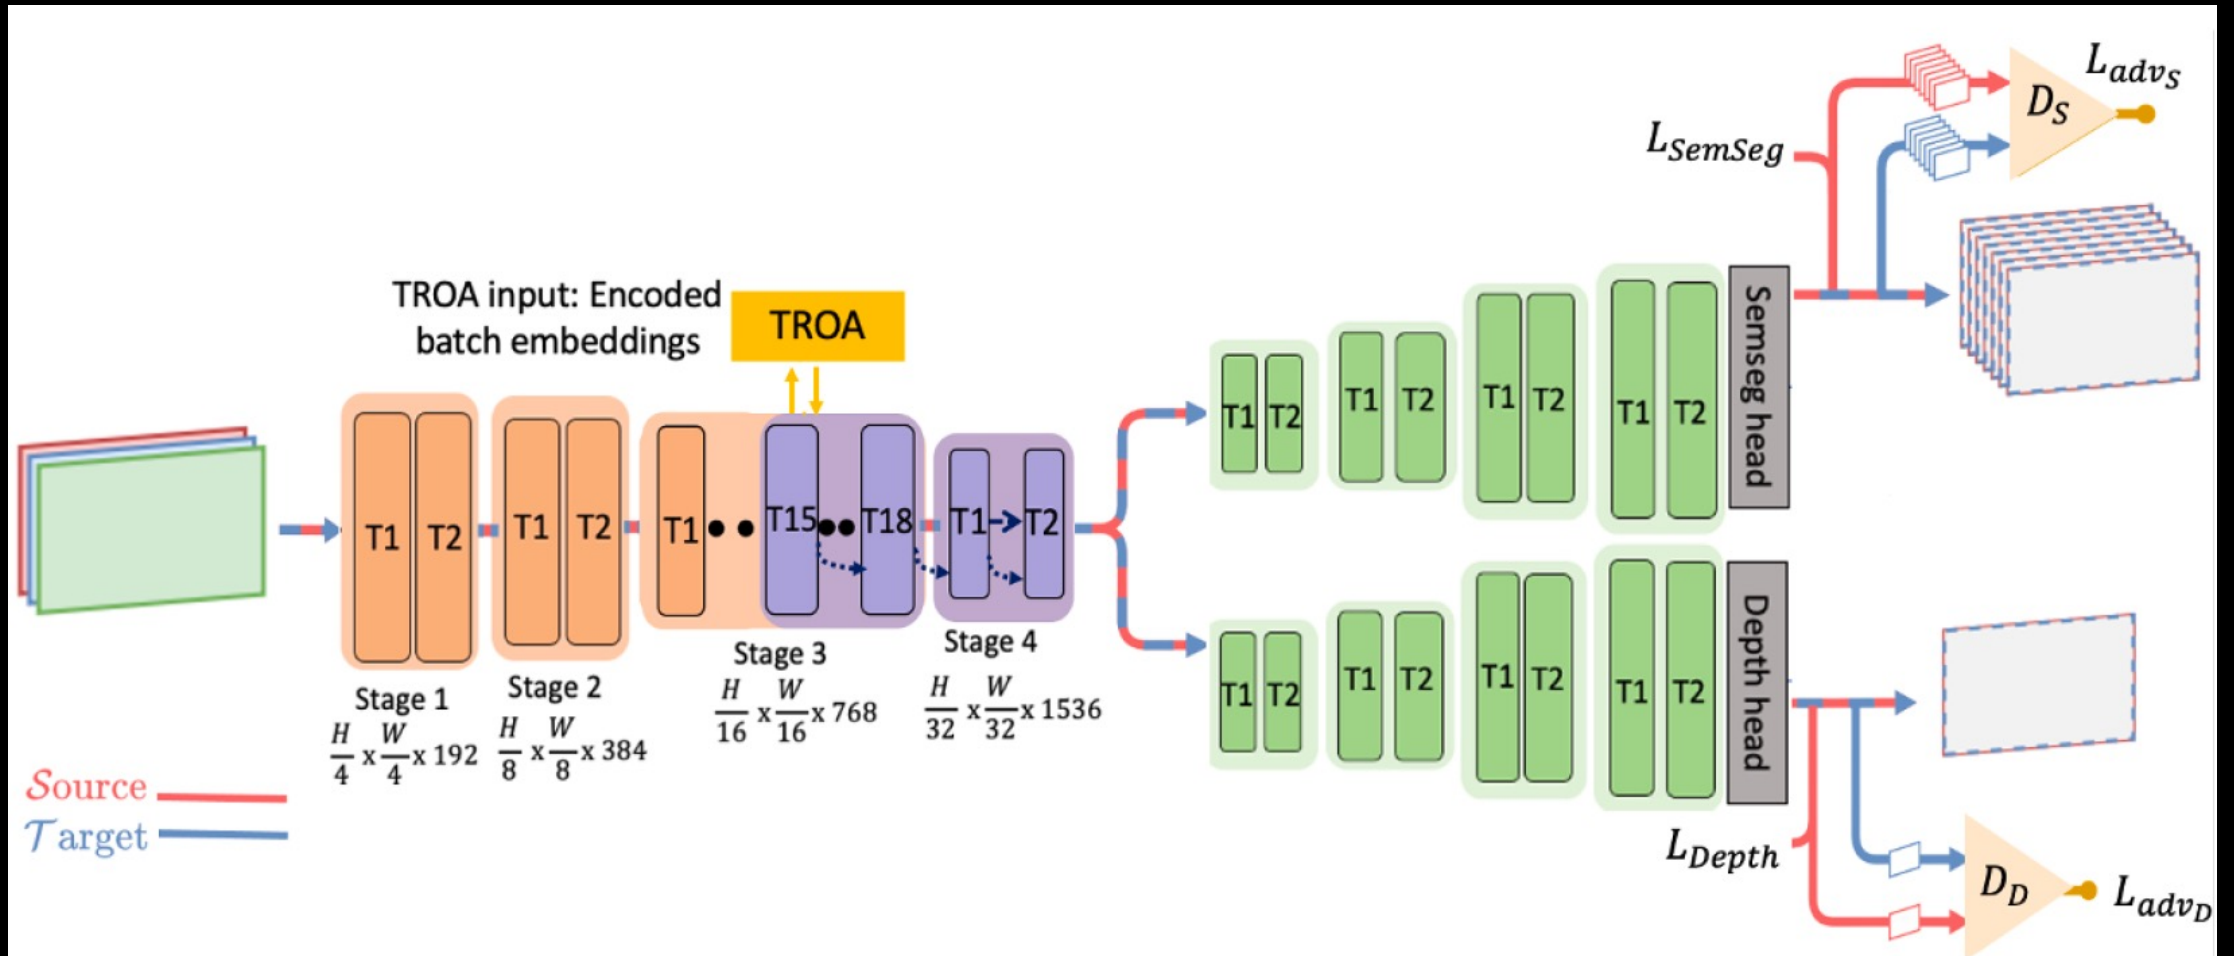 L_{adv_S}
D_S
L_{SemSeg}
TROA input: Encoded
batch embeddings
TROA
T1 T2
T1 T2
T1 T15 T18
T1 T2
Stage 1
H/4 x W/4 x 192
Stage 2
H/8 x W/8 x 384
Stage 3
H/16 x W/16 x 768
Stage 4
H/32 x W/32 x 1536
T1 T2
T1 T2
T1 T2
T1 T2
Semseg head
T1 T2
T1 T2
T1 T2
T1 T2
Depth head
Source
Target
L_{Depth}
D_D
L_{adv_D}